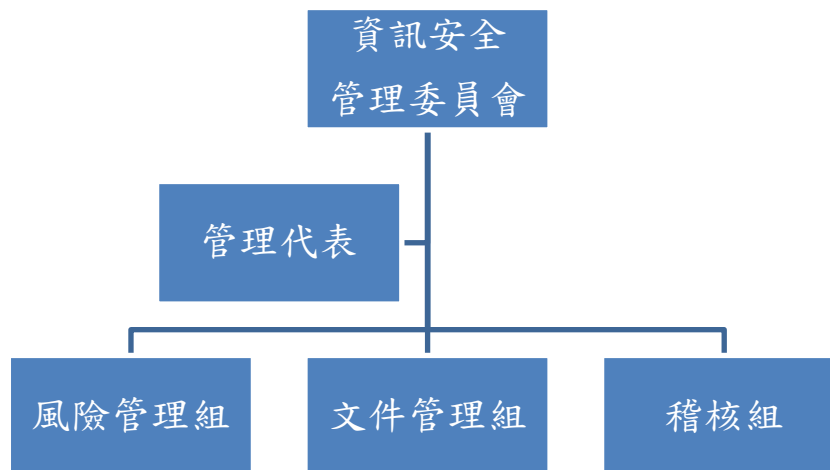 資訊安全
管理委員會
管理代表
風險管理組
文件管理組
稽核組